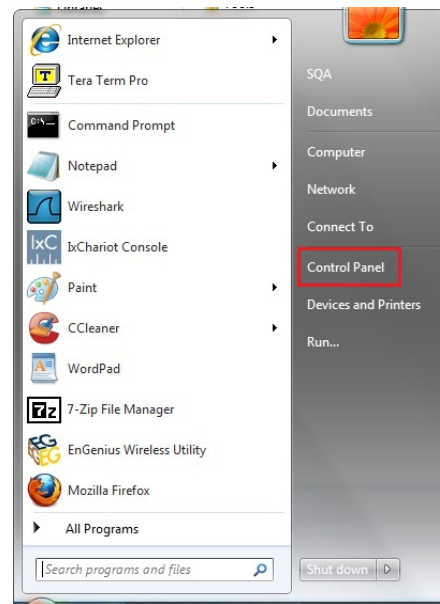 Internet Explorer
Tera Term Pro
Command Prompt
Notepad
Wireshark
IxC
IxChariot Console
Paint
CCleaner
WordPad
7z
7-Zip File Manager
EnGenius Wireless Utility
Mozilla Firefox
All Programs
Search programs and files
SQA
Documents
Computer
Network
Connect To
Control Panel
Devices and Printers
Run...
Shut down